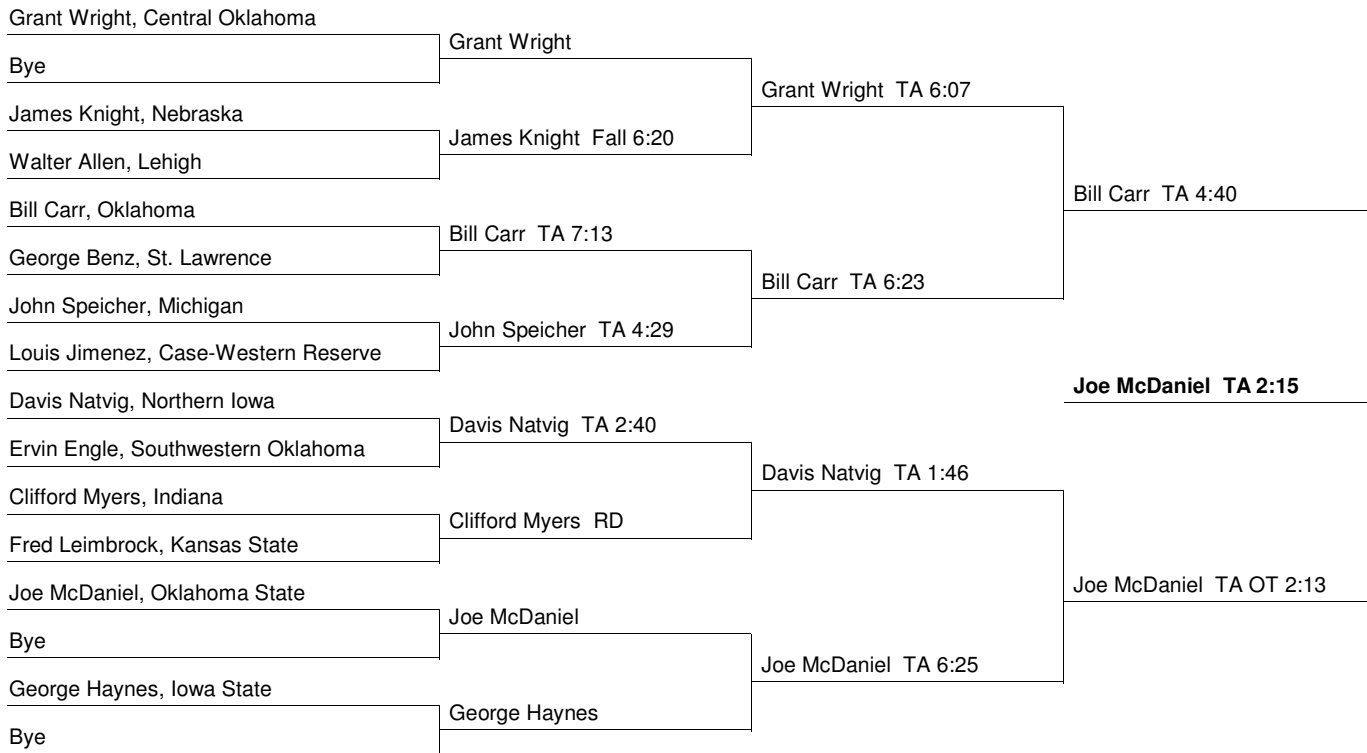 Grant Wright, Central Oklahoma
Bye
James Knight, Nebraska
Walter Allen, Lehigh
Bill Carr, Oklahoma
George Benz, St. Lawrence
John Speicher, Michigan
Louis Jimenez, Case-Western Reserve
Davis Natvig, Northern Iowa
Ervin Engle, Southwestern Oklahoma
Clifford Myers, Indiana
Fred Leimbrock, Kansas State
Joe McDaniel, Oklahoma State
Bye
George Haynes, Iowa State
Bye
Grant Wright
James Knight  Fall 6:20
Bill Carr  TA 7:13
John Speicher  TA 4:29
Davis Natvig  TA 2:40
Clifford Myers  RD
Joe McDaniel
George Haynes
Grant Wright  TA 6:07
Bill Carr  TA 6:23
Davis Natvig  TA 1:46
Joe McDaniel  TA 6:25
Bill Carr  TA 4:40
Joe McDaniel  TA 2:15
Joe McDaniel  TA OT 2:13